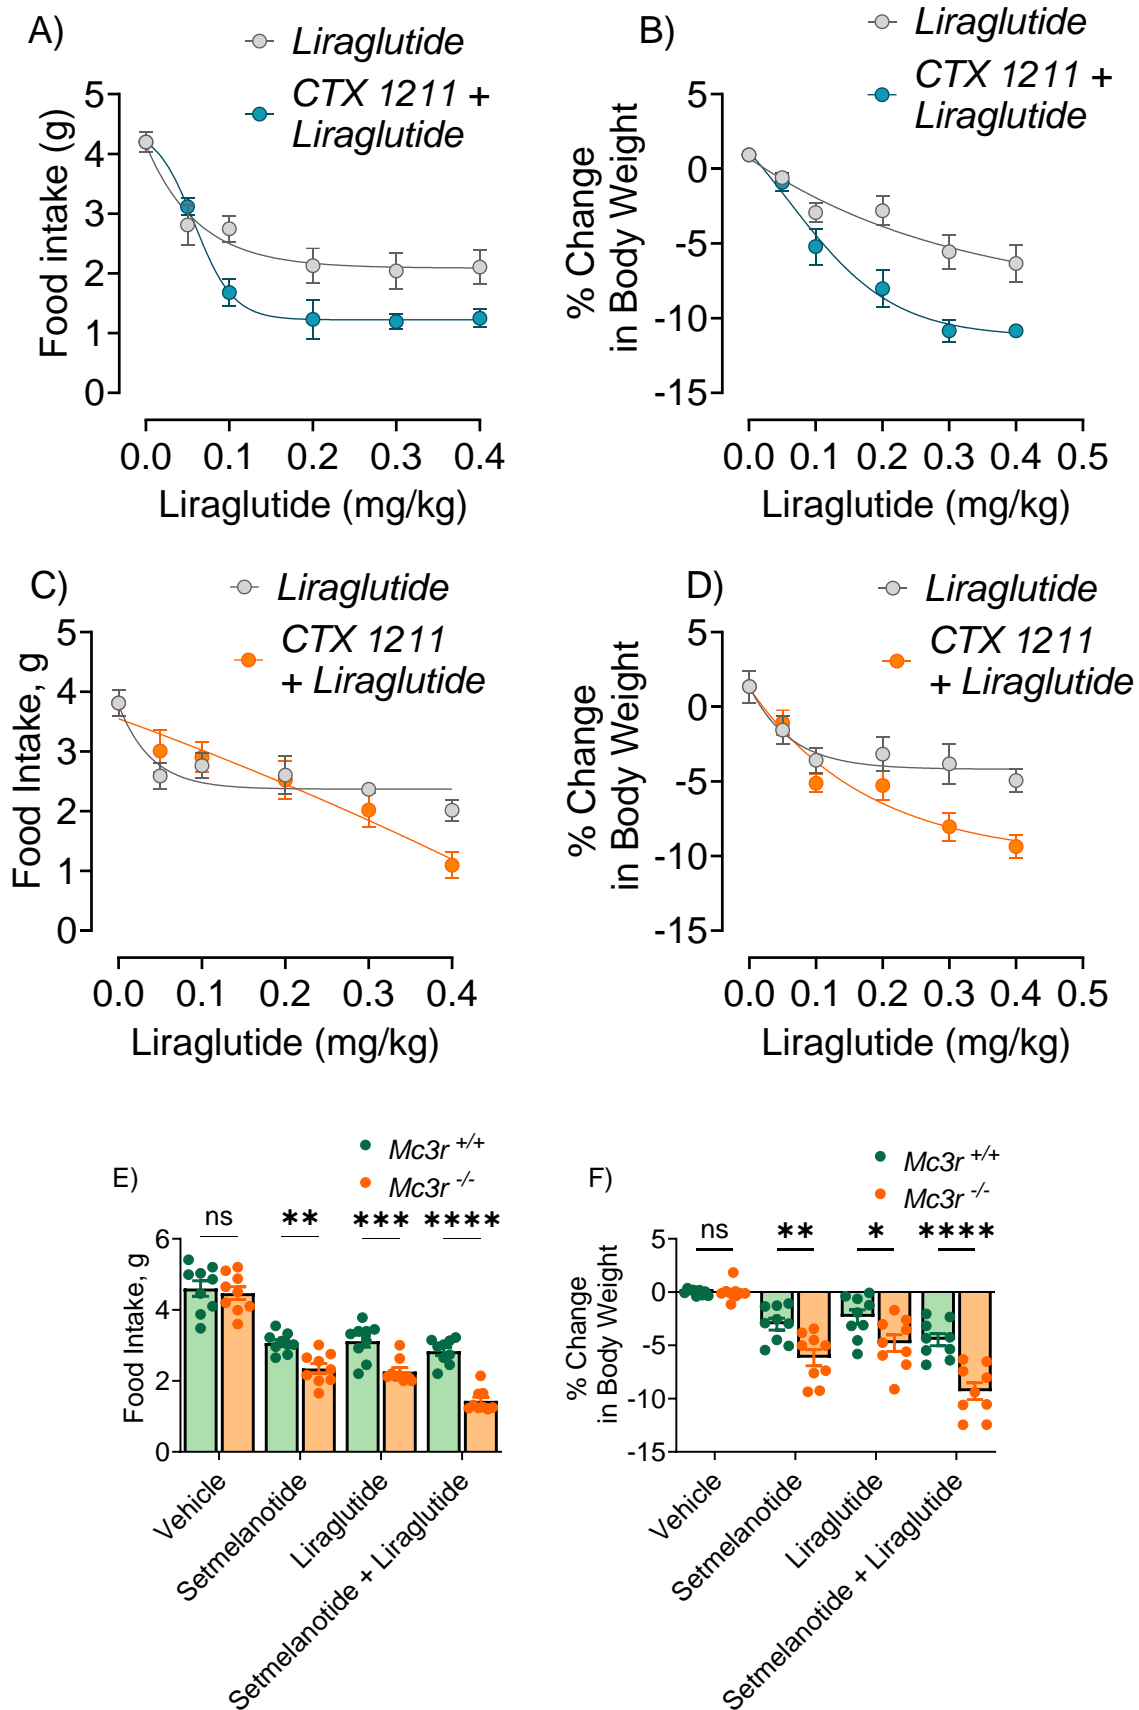 A)
Liraglutide
CTX 1211 +
Liraglutide
5
4
3
2
1
0
Food intake (g)
0.0 0.1 0.2 0.3 0.4
Liraglutide (mg/kg)
B)
Liraglutide
CTX 1211 +
Liraglutide
5
0
-5
-10
-15
% Change
in Body Weight
0.0 0.1 0.2 0.3 0.4 0.5
Liraglutide (mg/kg)
C)
Liraglutide
CTX 1211
+ Liraglutide
5
4
3
2
1
0
Food Intake, g
0.0 0.1 0.2 0.3 0.4
Liraglutide (mg/kg)
D)
Liraglutide
CTX 1211
+ Liraglutide
5
0
-5
-10
-15
% Change
in Body Weight
0.0 0.1 0.2 0.3 0.4 0.5
Liraglutide (mg/kg)
E)
Mc3r +/+
Mc3r -/-
ns ** *** ****
6
4
2
0
Food Intake, g
Vehicle
Setmelanotide
Liraglutide
Setmelanotide + Liraglutide
F)
Mc3r +/+
Mc3r -/-
ns ** * ****
5
0
-5
-10
-15
% Change
in Body Weight
Vehicle
Setmelanotide
Liraglutide
Setmelanotide + Liraglutide